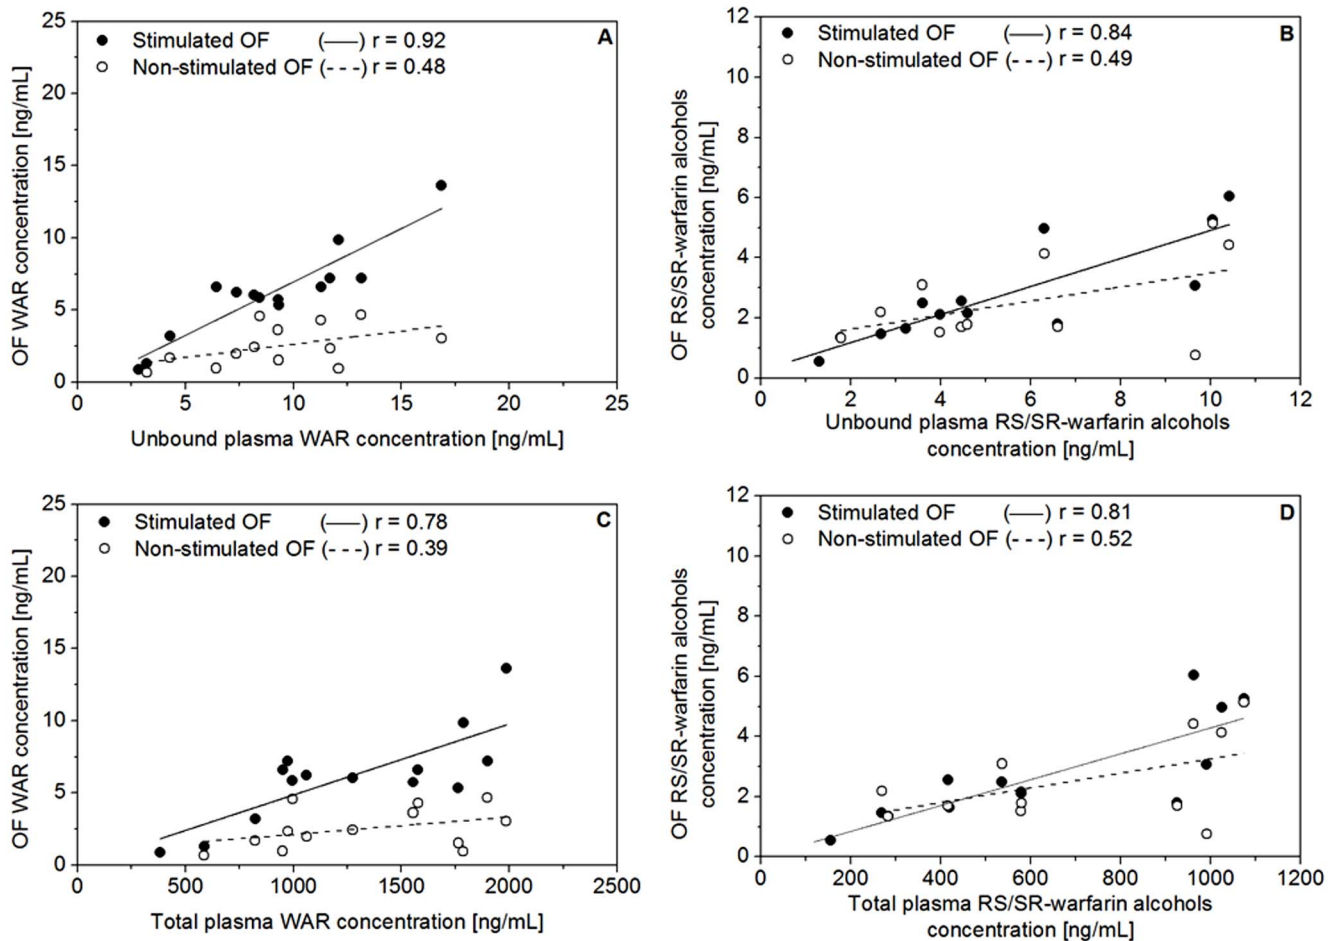 A
Stimulated OF (—) r = 0.92
Non-stimulated OF (- - -) r = 0.48
OF WAR concentration [ng/mL]
25
20
15
10
5
0
0 5 10 15 20 25
Unbound plasma WAR concentration [ng/mL]
B
Stimulated OF (—) r = 0.84
Non-stimulated OF (- - -) r = 0.49
OF RS/SR-warfarin alcohols
concentration [ng/mL]
12
10
8
6
4
2
0
0 2 4 6 8 10 12
Unbound plasma RS/SR-warfarin alcohols
concentration [ng/mL]
C
Stimulated OF (—) r = 0.78
Non-stimulated OF (- - -) r = 0.39
OF WAR concentration [ng/mL]
25
20
15
10
5
0
0 500 1000 1500 2000 2500
Total plasma WAR concentration [ng/mL]
D
Stimulated OF (—) r = 0.81
Non-stimulated OF (- - -) r = 0.52
OF RS/SR-warfarin alcohols
concentration [ng/mL]
12
10
8
6
4
2
0
0 200 400 600 800 1000 1200
Total plasma RS/SR-warfarin alcohols
concentration [ng/mL]